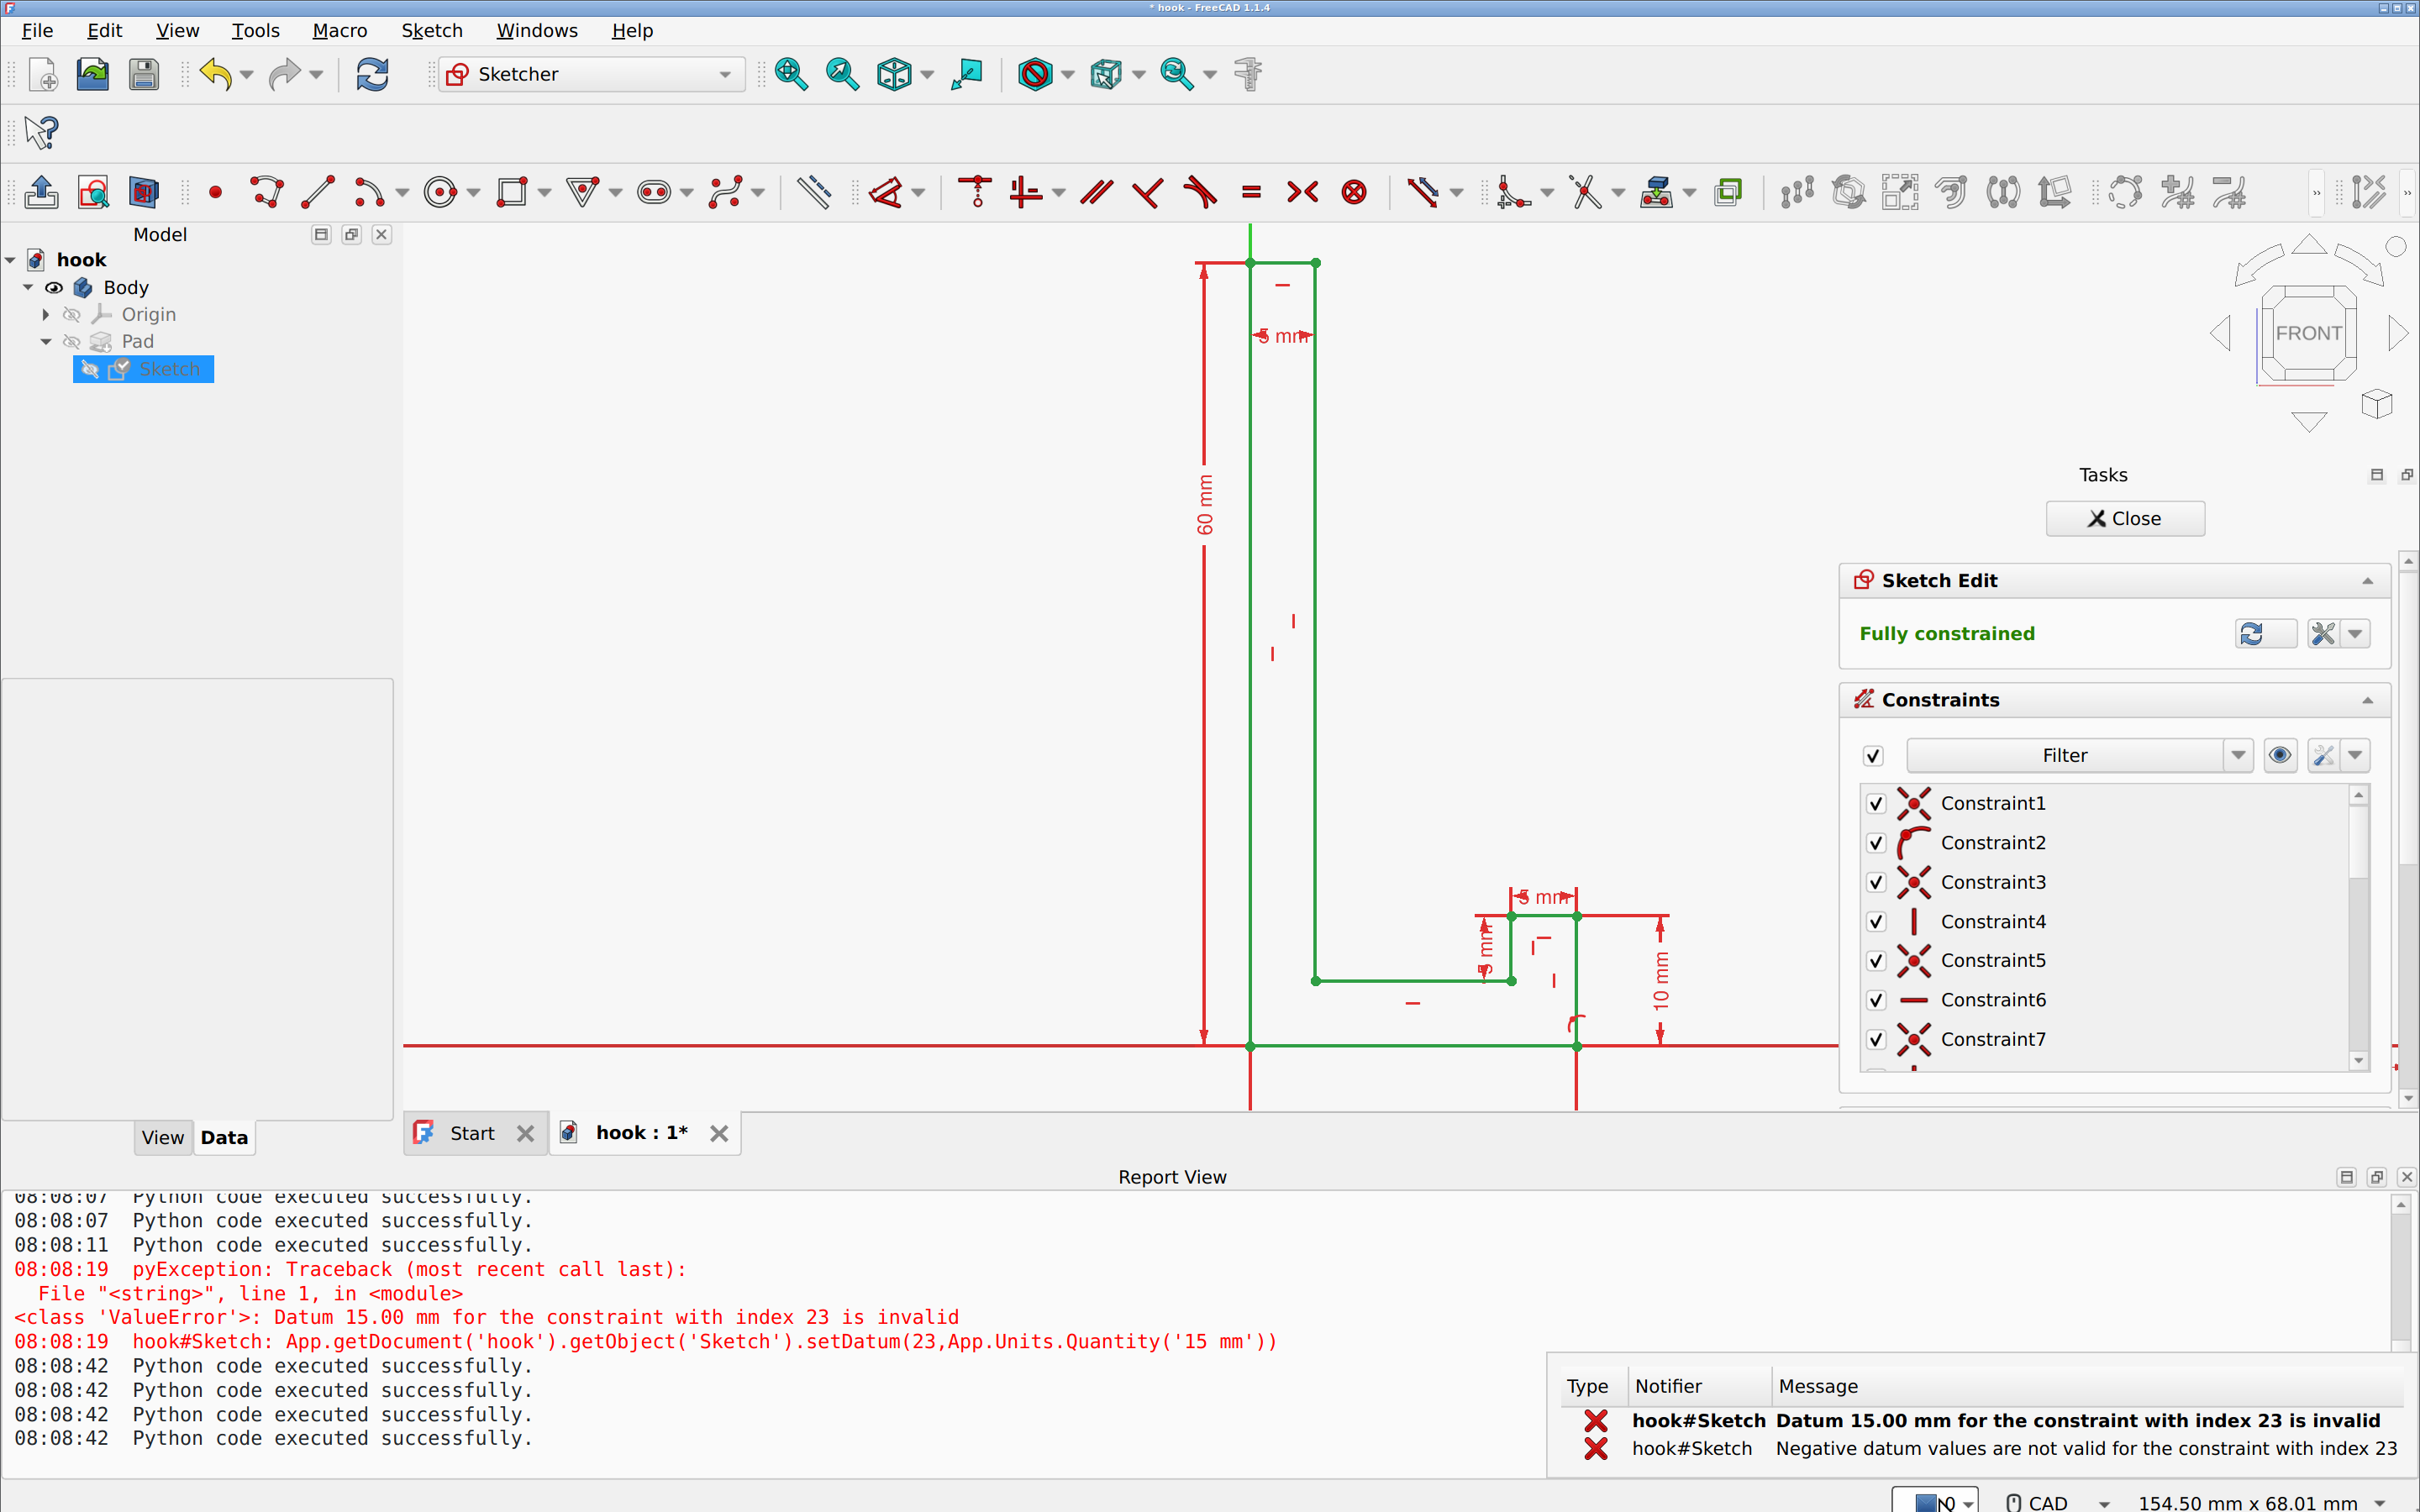 * hook - FreeCAD 1.1.4
File Edit View Tools Macro Sketch Windows Help
Sketcher
Model
hook
Body
Origin
Pad
Sketch
View Data
60 mm
5 mm
5 mm
5 mm
10 mm
FRONT
Tasks
Close
Sketch Edit
Fully constrained
Constraints
Filter
Constraint1
Constraint2
Constraint3
Constraint4
Constraint5
Constraint6
Constraint7
Start
hook : 1*
Report View
08:08:07 Python code executed successfully.
08:08:07 Python code executed successfully.
08:08:11 Python code executed successfully.
08:08:19 pyException: Traceback (most recent call last):
File "<string>", line 1, in <module>
<class 'ValueError'>: Datum 15.00 mm for the constraint with index 23 is invalid
08:08:19 hook#Sketch: App.getDocument('hook').getObject('Sketch').setDatum(23,App.Units.Quantity('15 mm'))
08:08:42 Python code executed successfully.
08:08:42 Python code executed successfully.
08:08:42 Python code executed successfully.
08:08:42 Python code executed successfully.
Type Notifier Message
hook#Sketch Datum 15.00 mm for the constraint with index 23 is invalid
hook#Sketch Negative datum values are not valid for the constraint with index 23
CAD
154.50 mm x 68.01 mm